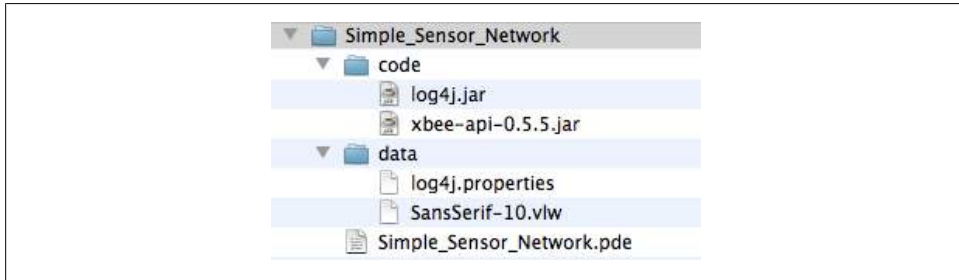 Simple_Sensor_Network
code
log4j.jar
xbee-api-0.5.5.jar
data
log4j.properties
SansSerif-10.vlw
Simple_Sensor_Network.pde